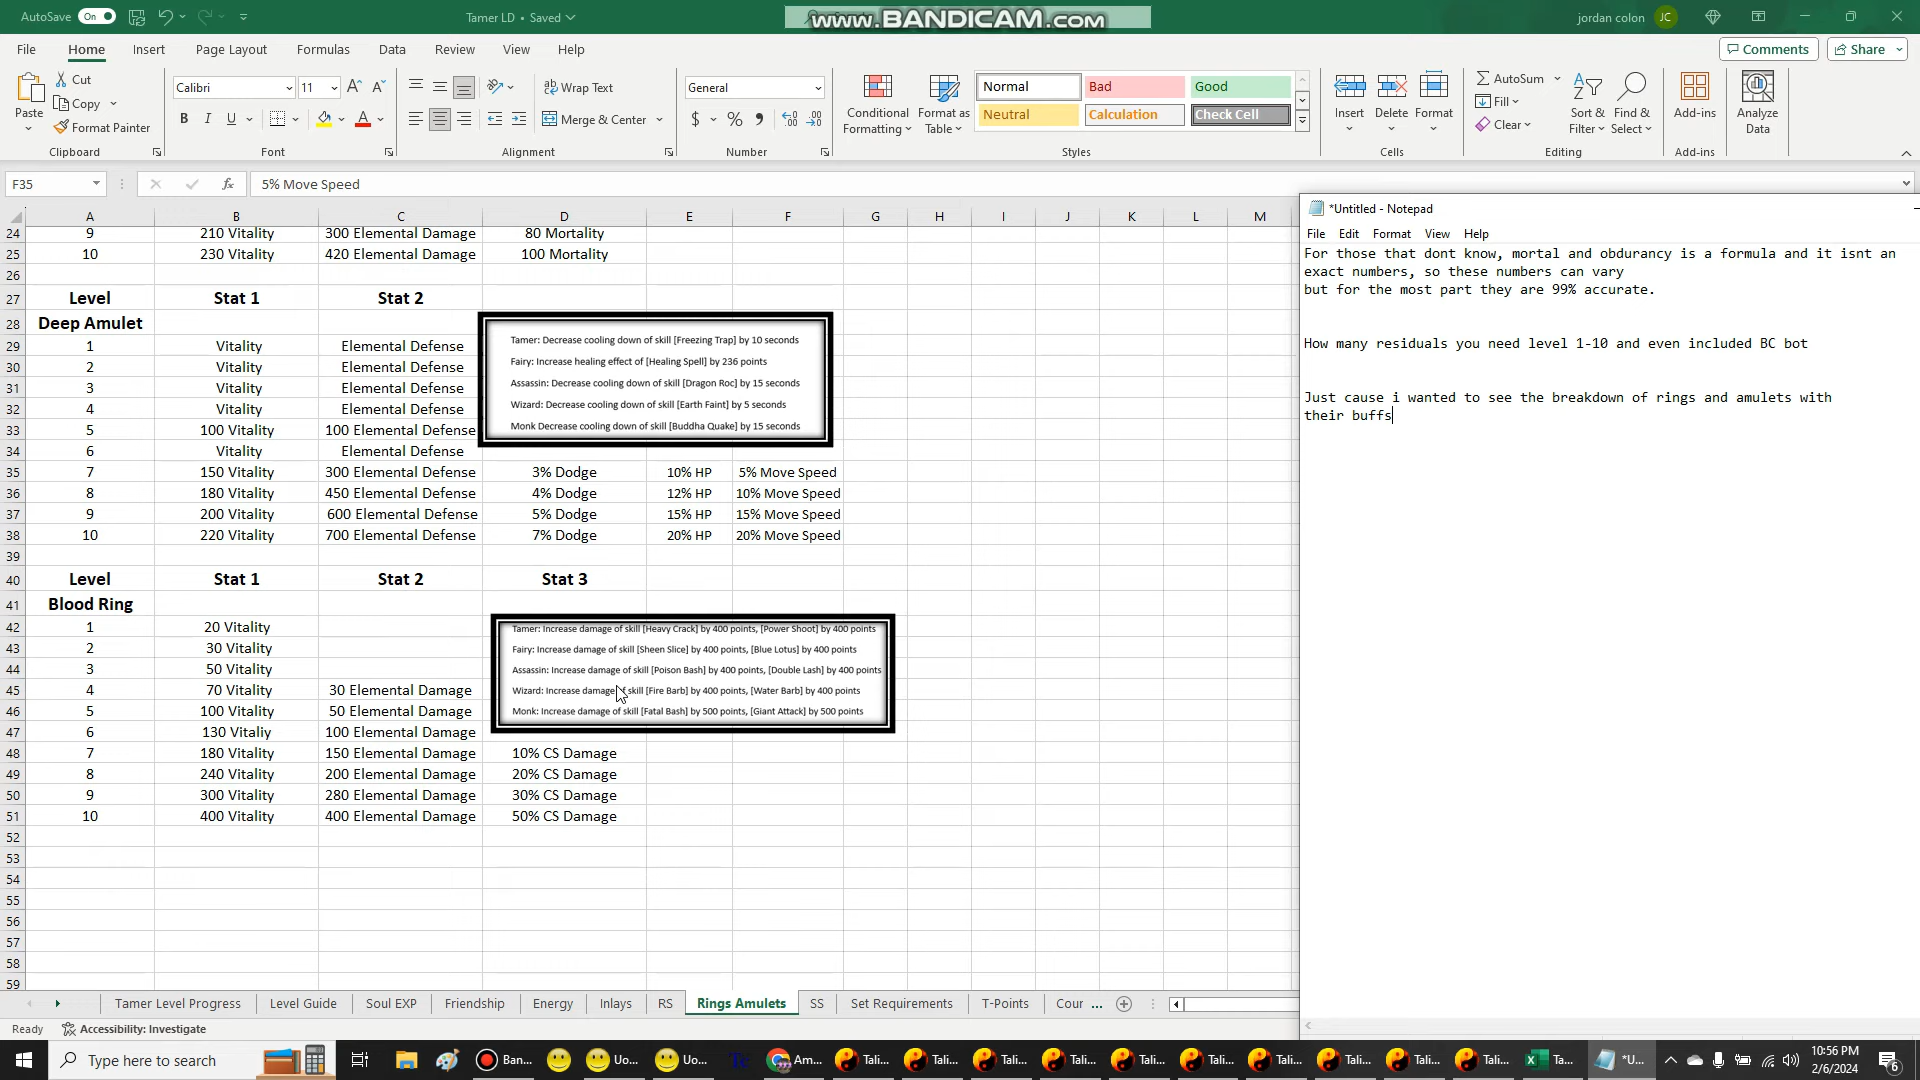 AutoSave On
Tamer LD • Saved
WWW.BANDICAM.COM
jordan colon JC
File Home Insert Page Layout Formulas Data Review View Help
Comments Share
Paste
Cut
Copy
Format Painter
Clipboard
Calibri 11
B I U
Font
Wrap Text
Merge & Center
Alignment
General
Number
Conditional Formatting
Format as Table
Normal Bad Good
Neutral Calculation Check Cell
Styles
Insert Delete Format
Cells
AutoSum
Fill
Clear
Sort & Filter
Find & Select
Editing
Add-ins
Add-ins
Analyze Data
F35 fx 5% Move Speed
A B C D E F G H I J K L M
24 9 210 Vitality 300 Elemental Damage 80 Mortality
25 10 230 Vitality 420 Elemental Damage 100 Mortality
26
27 Level Stat 1 Stat 2
28 Deep Amulet
29 1 Vitality Elemental Defense
30 2 Vitality Elemental Defense
31 3 Vitality Elemental Defense
32 4 Vitality Elemental Defense
33 5 100 Vitality 100 Elemental Defense
34 6 Vitality Elemental Defense
35 7 150 Vitality 300 Elemental Defense 3% Dodge 10% HP 5% Move Speed
36 8 180 Vitality 450 Elemental Defense 4% Dodge 12% HP 10% Move Speed
37 9 200 Vitality 600 Elemental Defense 5% Dodge 15% HP 15% Move Speed
38 10 220 Vitality 700 Elemental Defense 7% Dodge 20% HP 20% Move Speed
39
Tamer: Decrease cooling down of skill [Freezing Trap] by 10 seconds
Fairy: Increase healing effect of [Healing Spell] by 236 points
Assassin: Decrease cooling down of skill [Dragon Roc] by 15 seconds
Wizard: Decrease cooling down of skill [Earth Faint] by 5 seconds
Monk Decrease cooling down of skill [Buddha Quake] by 15 seconds
40 Level Stat 1 Stat 2 Stat 3
41 Blood Ring
42 1 20 Vitality
43 2 30 Vitality
44 3 50 Vitality
45 4 70 Vitality 30 Elemental Damage
46 5 100 Vitality 50 Elemental Damage
47 6 130 Vitaliy 100 Elemental Damage
48 7 180 Vitality 150 Elemental Damage 10% CS Damage
49 8 240 Vitality 200 Elemental Damage 20% CS Damage
50 9 300 Vitality 280 Elemental Damage 30% CS Damage
51 10 400 Vitality 400 Elemental Damage 50% CS Damage
52
53
54
55
56
57
58
59
Tamer: Increase damage of skill [Heavy Crack] by 400 points, [Power Shoot] by 400 points
Fairy: Increase damage of skill [Sheen Slice] by 400 points, [Blue Lotus] by 400 points
Assassin: Increase damage of skill [Poison Bash] by 400 points, [Double Lash] by 400 points
Wizard: Increase damage of skill [Fire Barb] by 400 points, [Water Barb] by 400 points
Monk: Increase damage of skill [Fatal Bash] by 500 points, [Giant Attack] by 500 points
*Untitled - Notepad
File Edit Format View Help
For those that dont know, mortal and obdurancy is a formula and it isnt an
exact numbers, so these numbers can vary
but for the most part they are 99% accurate.
How many residuals you need level 1-10 and even included BC bot
Just cause i wanted to see the breakdown of rings and amulets with
their buffs
Tamer Level Progress Level Guide Soul EXP Friendship Energy Inlays RS Rings Amulets SS Set Requirements T-Points Cour ...
Ready Accessibility: Investigate
Type here to search
Ban... Uo... Uo... Am... Tali... Tali... Tali... Tali... Tali... Tali... Tali... Tali... Tali... Tali... Ta... *U...
10:56 PM
2/6/2024
6